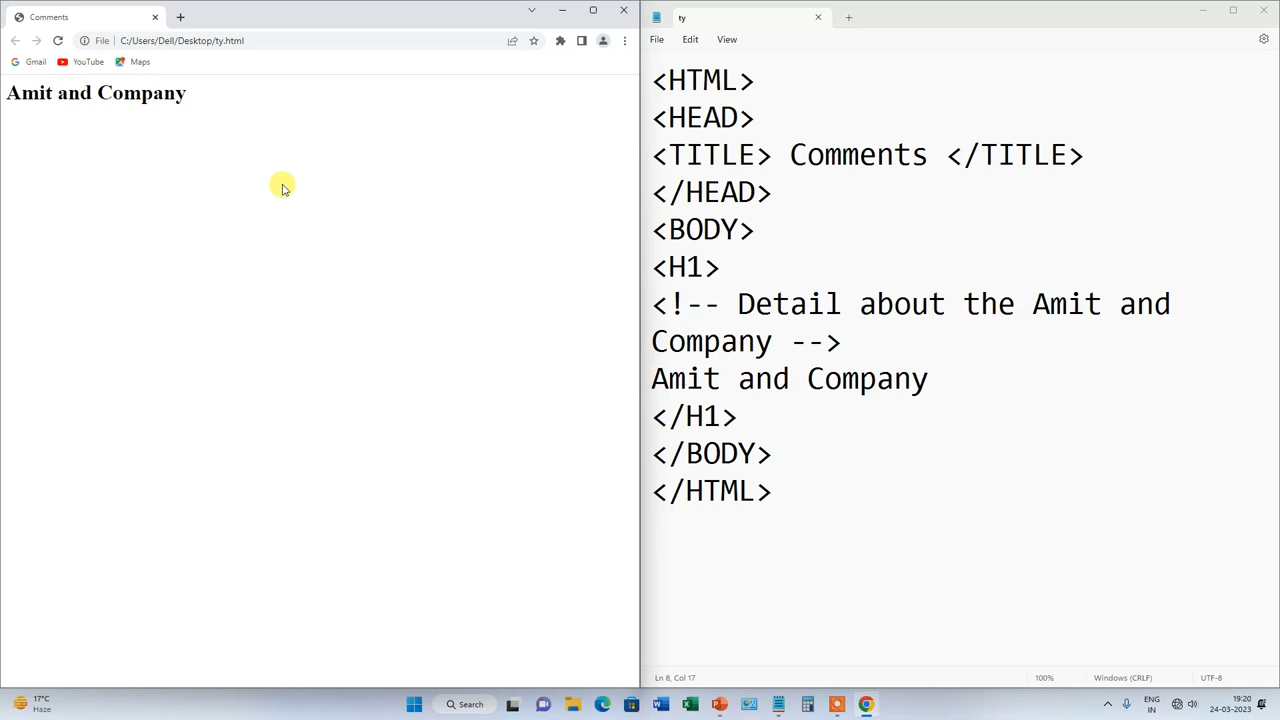 Comments
File C:/Users/Dell/Desktop/ty.html
Gmail YouTube Maps
Amit and Company
ty
File Edit View
<HTML>
<HEAD>
<TITLE> Comments </TITLE>
</HEAD>
<BODY>
<H1>
<!-- Detail about the Amit and
Company -->
Amit and Company
</H1>
</BODY>
</HTML>
Ln 8, Col 17 100% Windows (CRLF) UTF-8
17°C
Haze
Search
ENG
IN
19:20
24-03-2023